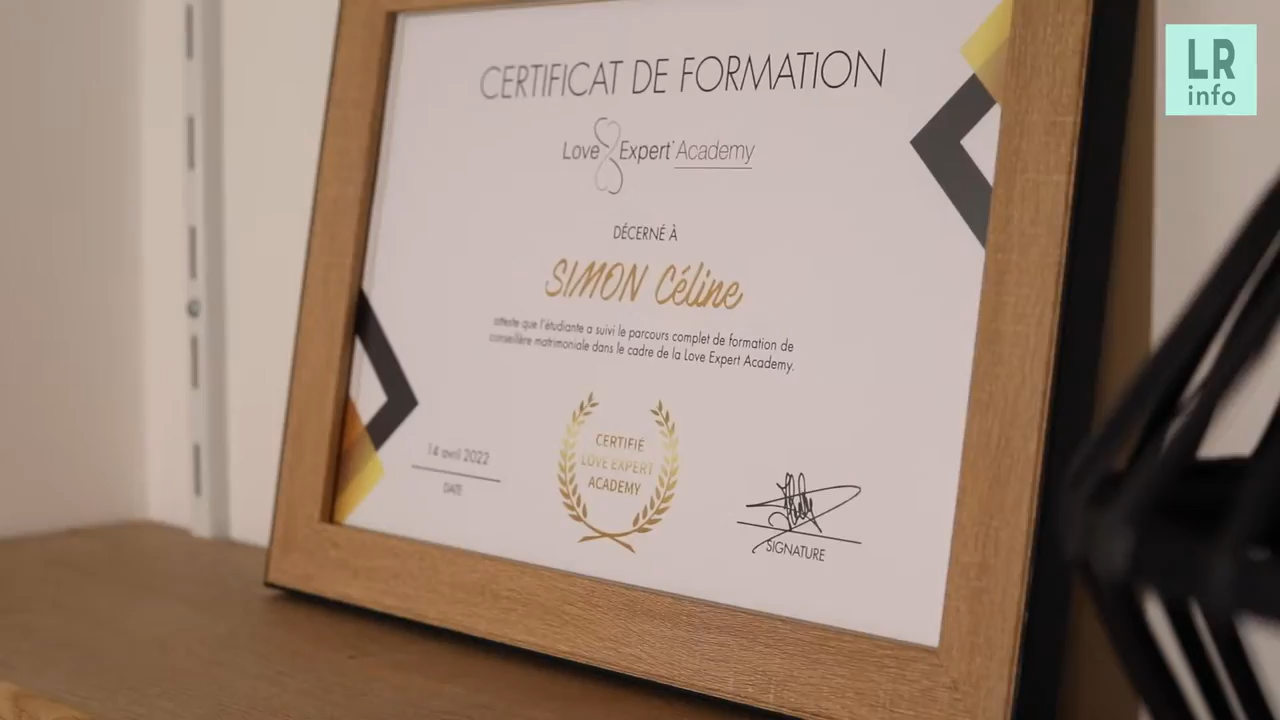 LR
info
CERTIFICAT DE FORMATION
Love Expert Academy
DÉCERNÉ À
SIMON Céline
atteste que l'étudiante a suivi le parcours complet de formation de
conseillère matrimoniale dans le cadre de la Love Expert Academy.
CERTIFIÉ
LOVE EXPERT
ACADEMY
14 avril 2022
DATE
SIGNATURE